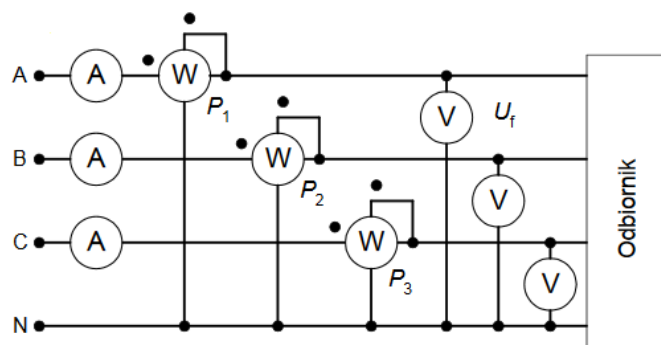 A A W P1 V Uf
B A W P2 V
C A W P3 V
N
Odbiornik